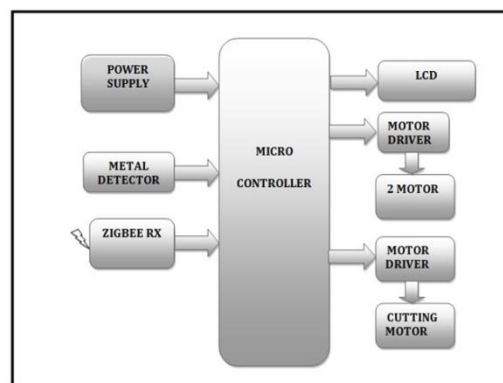 POWER
SUPPLY
METAL
DETECTOR
ZIGBEE RX
MICRO
CONTROLLER
LCD
MOTOR
DRIVER
2 MOTOR
MOTOR
DRIVER
CUTTING
MOTOR